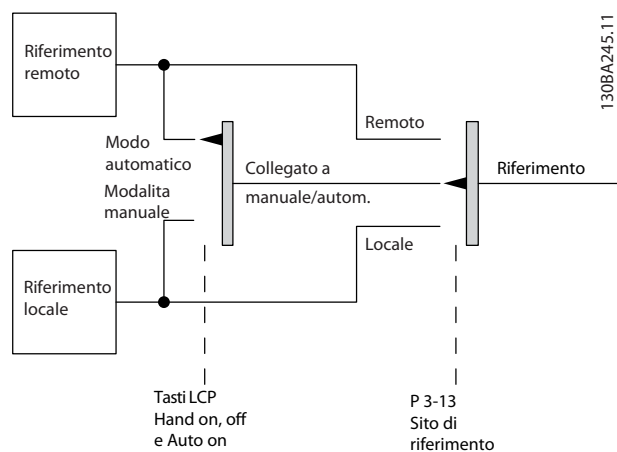 Riferimento
remoto
130BA245.11
Remoto
Modo
automatico
Collegato a
manuale/autom.
Riferimento
Modalita
manuale
Locale
Riferimento
locale
Tasti LCP
Hand on, off
e Auto on
P 3-13
Sito di
riferimento